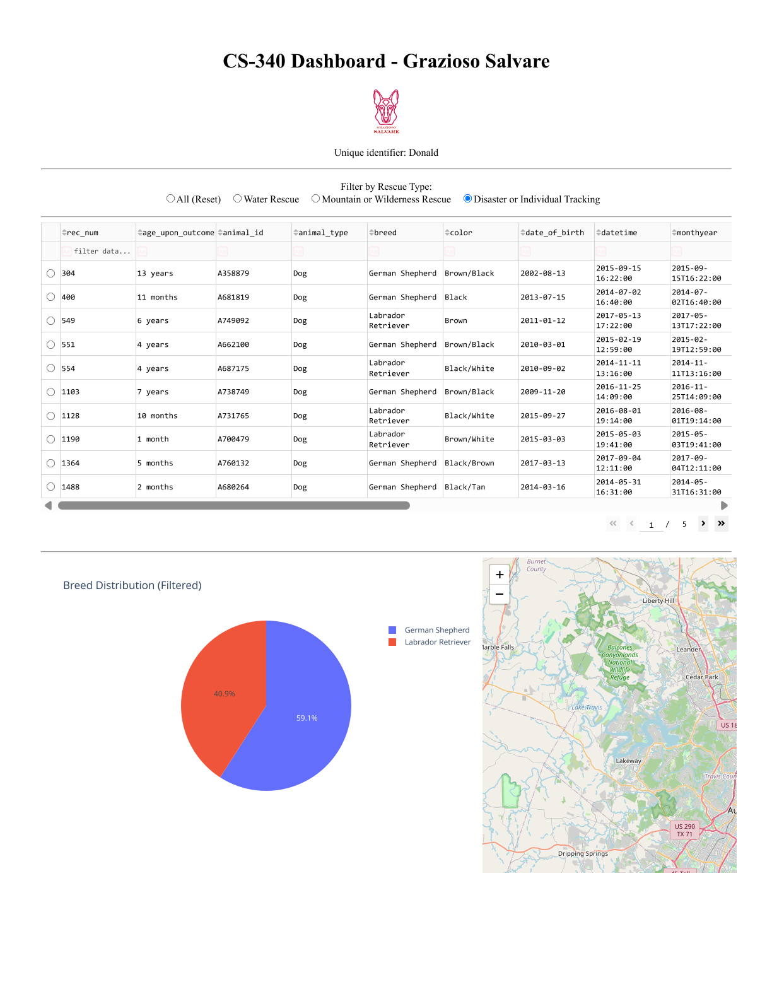 CS-340 Dashboard - Grazioso Salvare
GRAZIOSO
SALVARE
Unique identifier: Donald
Filter by Rescue Type:
All (Reset) Water Rescue Mountain or Wilderness Rescue Disaster or Individual Tracking
rec_num age_upon_outcome animal_id animal_type breed color date_of_birth datetime monthyear
filter data...
304 13 years A358879 Dog German Shepherd Brown/Black 2002-08-13 2015-09-15 16:22:00 2015-09-15T16:22:00
400 11 months A681819 Dog German Shepherd Black 2013-07-15 2014-07-02 16:40:00 2014-07-02T16:40:00
549 6 years A749092 Dog Labrador Retriever Brown 2011-01-12 2017-05-13 17:22:00 2017-05-13T17:22:00
551 4 years A662100 Dog German Shepherd Brown/Black 2010-03-01 2015-02-19 12:59:00 2015-02-19T12:59:00
554 4 years A687175 Dog Labrador Retriever Black/White 2010-09-02 2014-11-11 13:16:00 2014-11-11T13:16:00
1103 7 years A738749 Dog German Shepherd Brown/Black 2009-11-20 2016-11-25 14:09:00 2016-11-25T14:09:00
1128 10 months A731765 Dog Labrador Retriever Black/White 2015-09-27 2016-08-01 19:14:00 2016-08-01T19:14:00
1190 1 month A700479 Dog Labrador Retriever Brown/White 2015-03-03 2015-05-03 19:41:00 2015-05-03T19:41:00
1364 5 months A760132 Dog German Shepherd Black/Brown 2017-03-13 2017-09-04 12:11:00 2017-09-04T12:11:00
1488 2 months A680264 Dog German Shepherd Black/Tan 2014-03-16 2014-05-31 16:31:00 2014-05-31T16:31:00
1 / 5
Breed Distribution (Filtered)
German Shepherd
Labrador Retriever
40.9%
59.1%
+
−
Burnet
County
Liberty Hill
Marble Falls
Balcones
Canyonlands
National
Wildlife
Refuge
Leander
Cedar Park
Lake Travis
US 18
Lakeway
Travis Coun
Au
US 290
TX 71
Dripping Springs